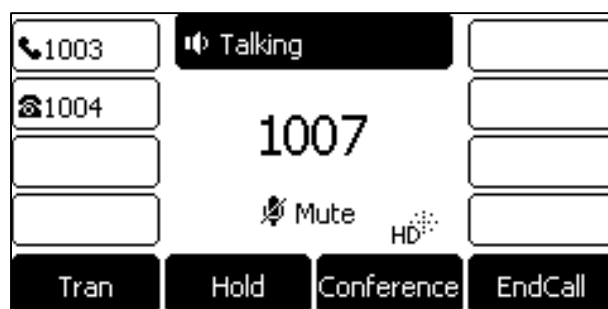 1003
Talking
1004
1007
Mute
HD
Tran Hold Conference EndCall